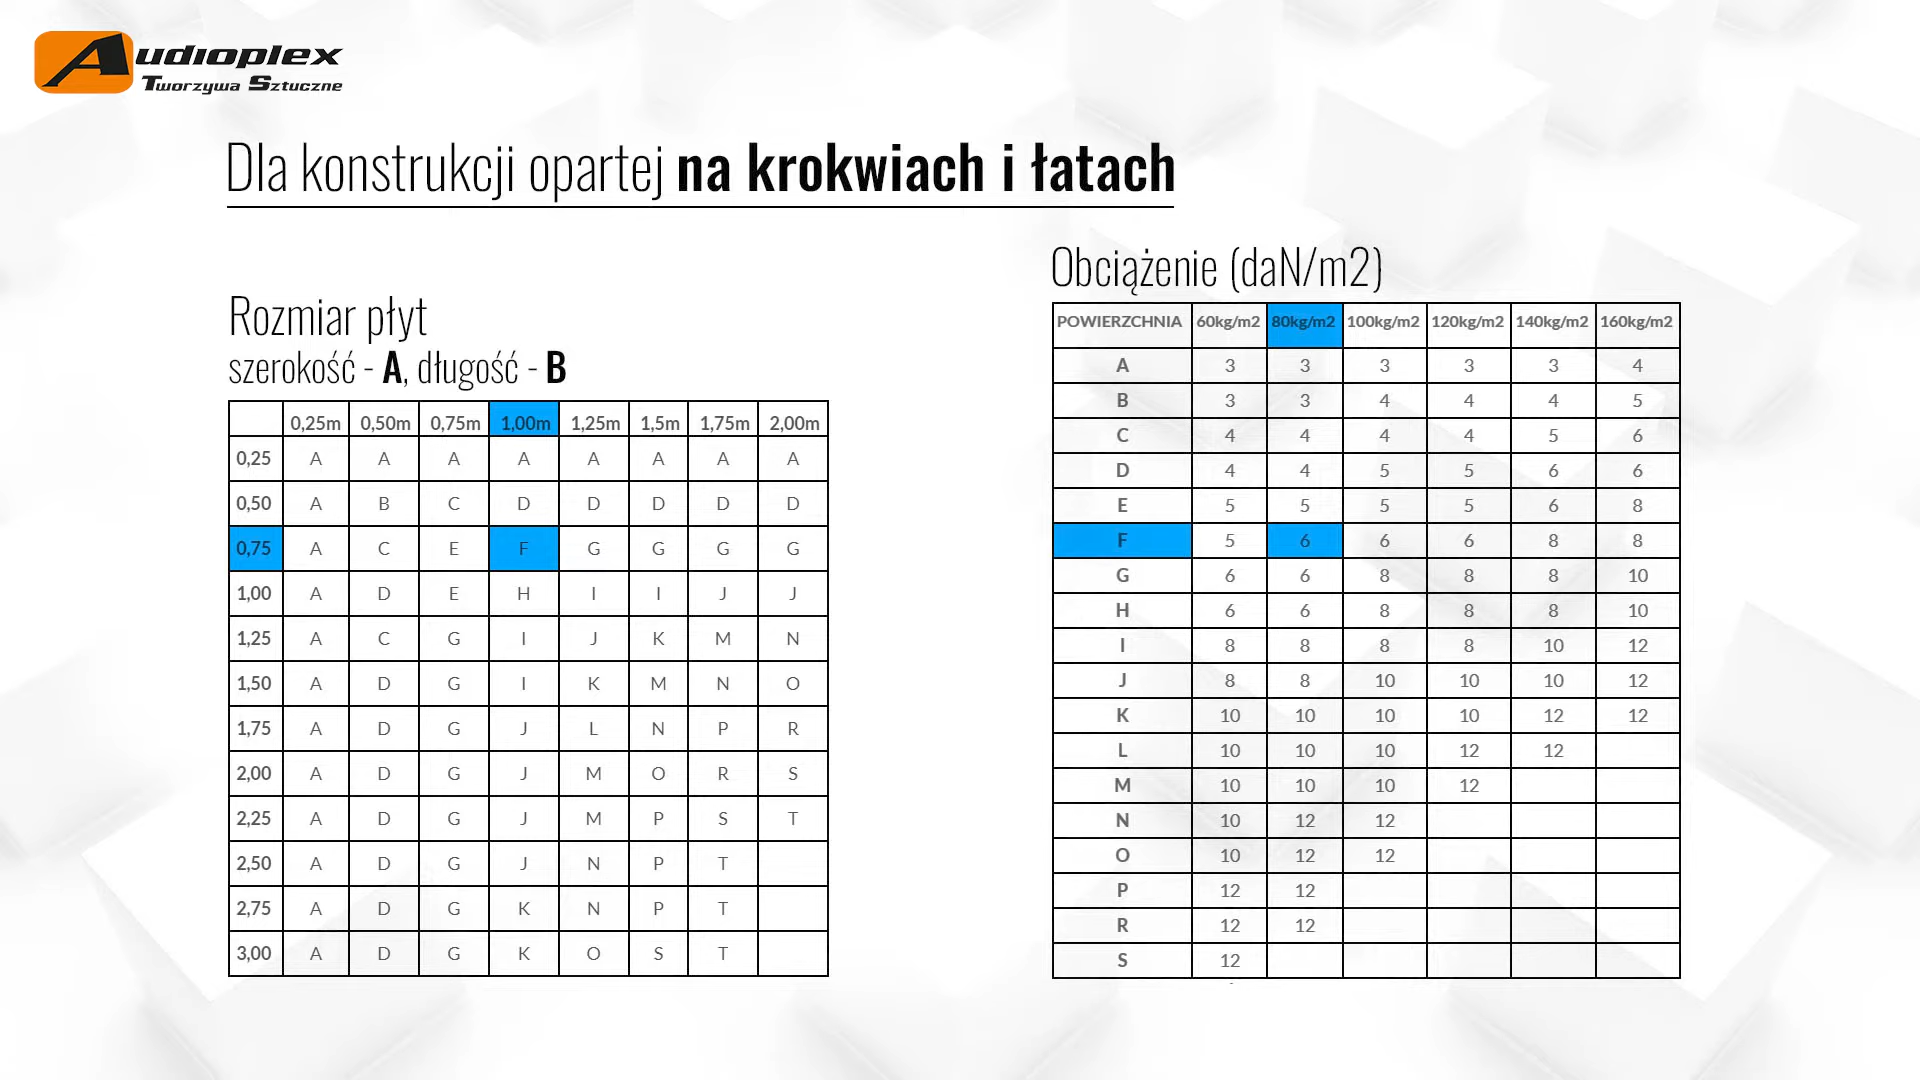 Audioplex
Tworzywa Sztuczne
Dla konstrukcji opartej na krokwiach i łatach
Rozmiar płyt
szerokość - A, długość - B
0,25m 0,50m 0,75m 1,00m 1,25m 1,5m 1,75m 2,00m
0,25 A A A A A A A A
0,50 A B C D D D D D
0,75 A C E F G G G G
1,00 A D E H I I J J
1,25 A C G I J K M N
1,50 A D G I K M N O
1,75 A D G J L N P R
2,00 A D G J M O R S
2,25 A D G J M P S T
2,50 A D G J N P T
2,75 A D G K N P T
3,00 A D G K O S T
Obciążenie (daN/m2)
POWIERZCHNIA 60kg/m2 80kg/m2 100kg/m2 120kg/m2 140kg/m2 160kg/m2
A 3 3 3 3 3 4
B 3 3 4 4 4 5
C 4 4 4 4 5 6
D 4 4 5 5 6 6
E 5 5 5 5 6 8
F 5 6 6 6 8 8
G 6 6 8 8 8 10
H 6 6 8 8 8 10
I 8 8 8 8 10 12
J 8 8 10 10 10 12
K 10 10 10 10 12 12
L 10 10 10 12 12
M 10 10 10 12
N 10 12 12
O 10 12 12
P 12 12
R 12 12
S 12